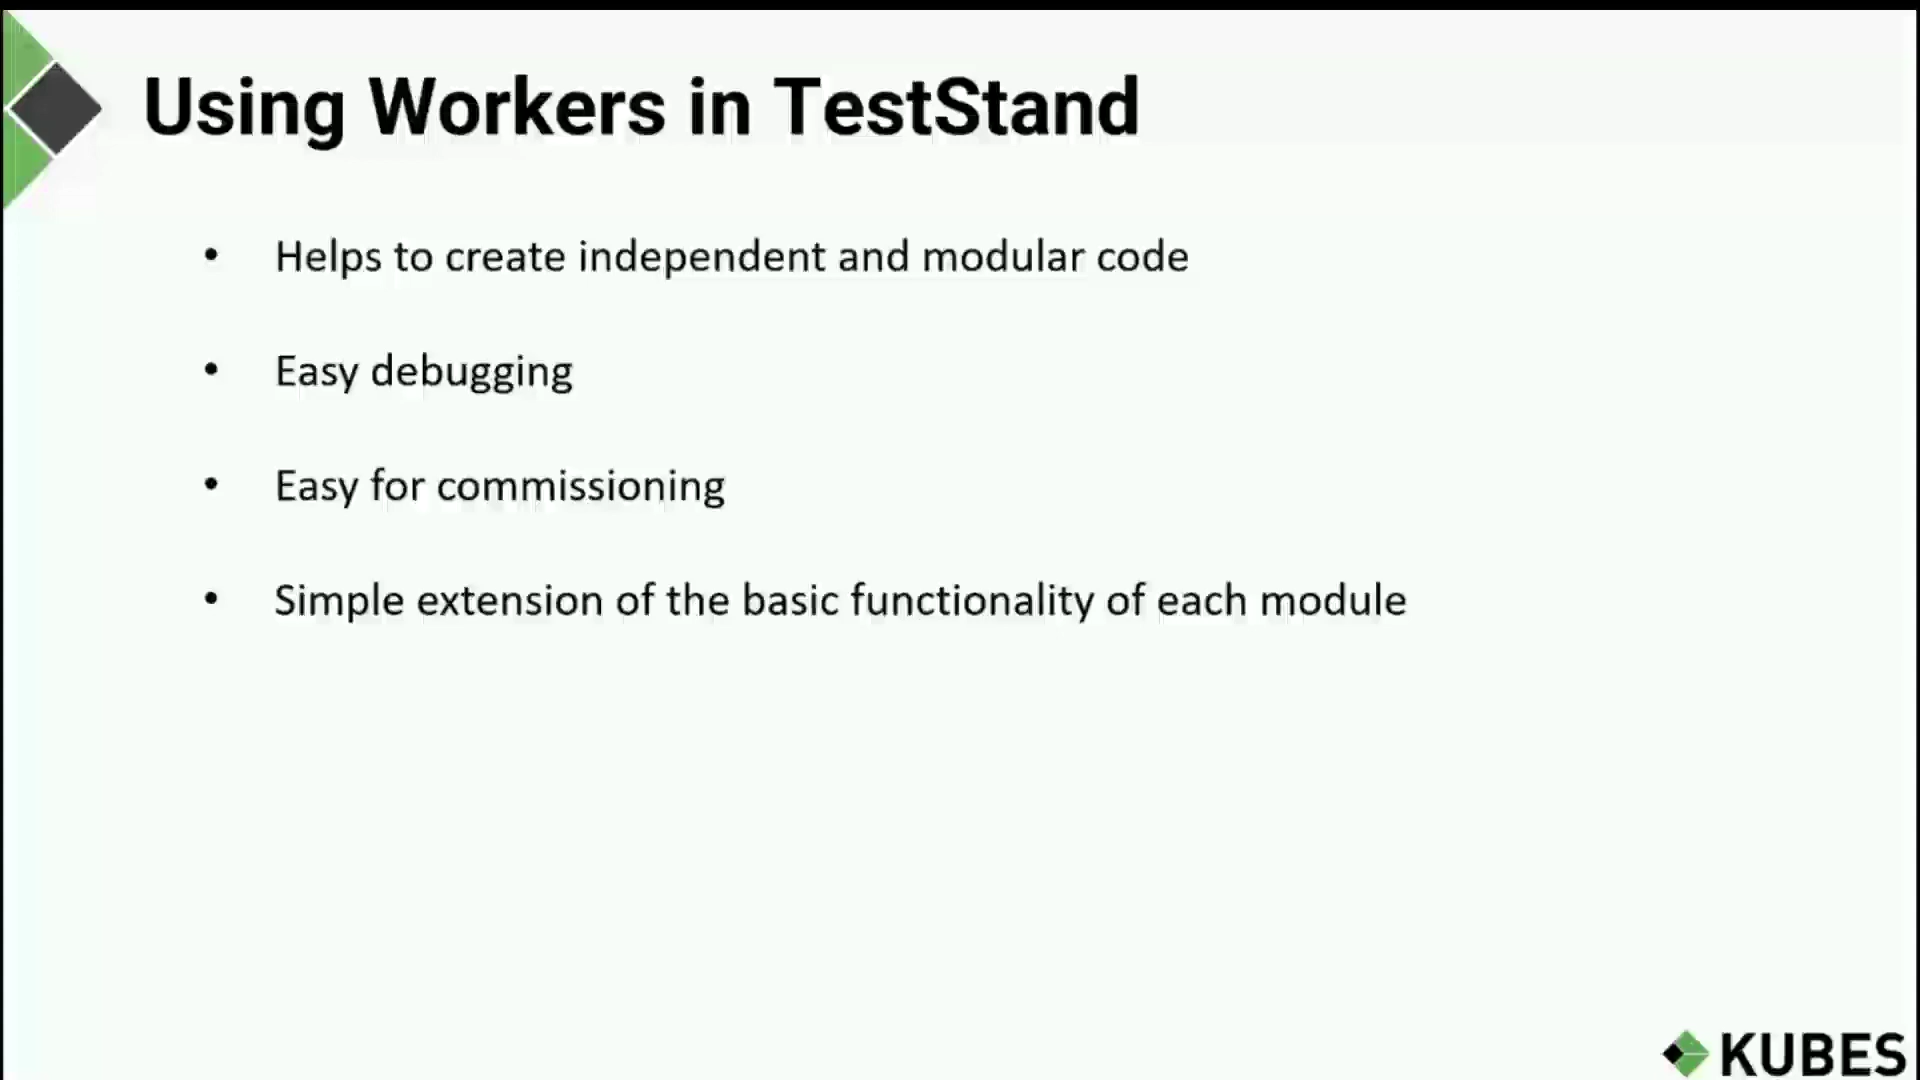 Using Workers in TestStand
• Helps to create independent and modular code
• Easy debugging
• Easy for commissioning
• Simple extension of the basic functionality of each module
KUBES